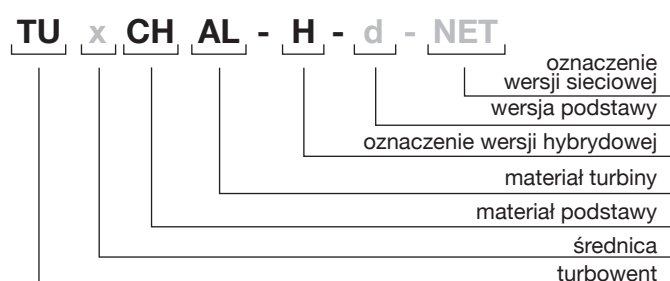 TU x CH AL - H - d - NET
oznaczenie
wersji sieciowej
wersja podstawy
oznaczenie wersji hybrydowej
materiał turbiny
materiał podstawy
średnica
turbowent